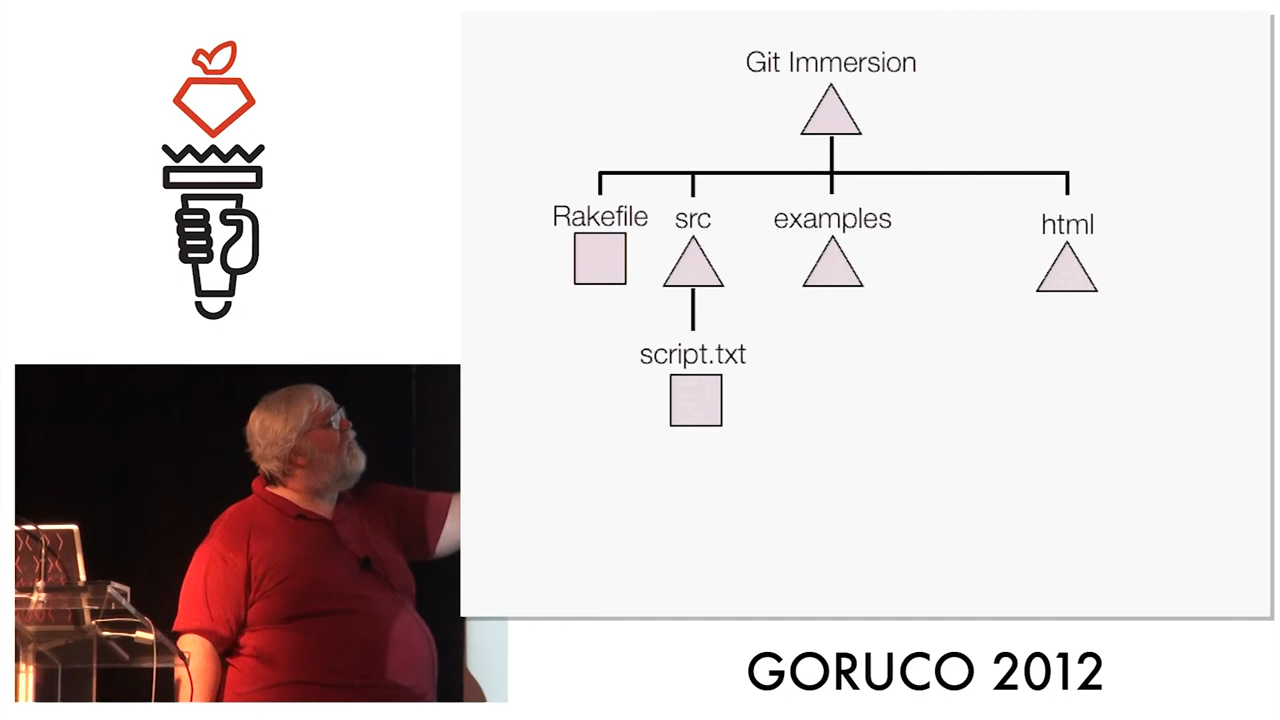 Git Immersion
Rakefile
src
examples
html
script.txt
GORUCO 2012